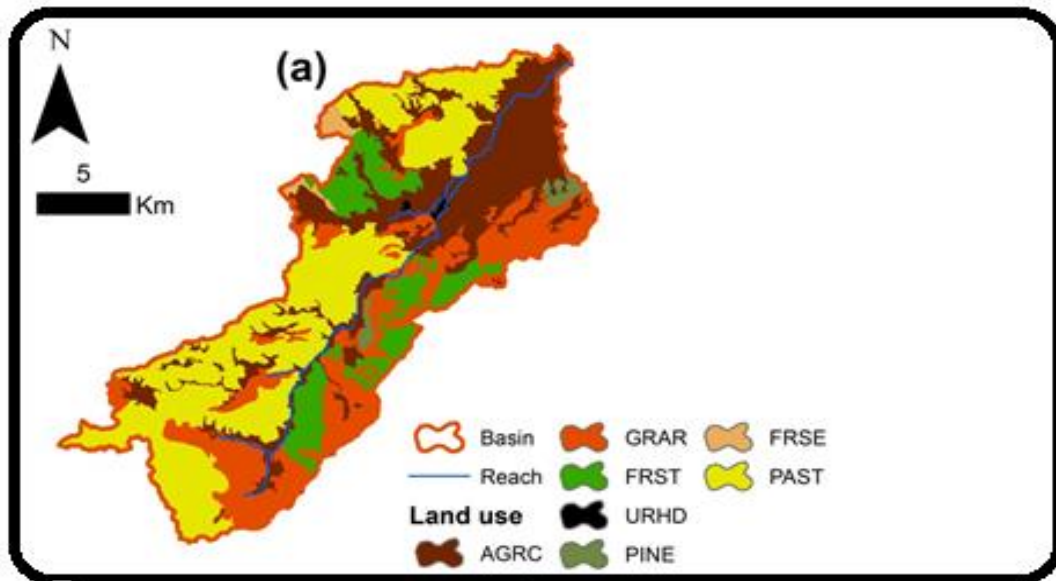 N
(a)
5
Km
Basin
GRAR
FRSE
Reach
FRST
PAST
Land use
URHD
AGRC
PINE